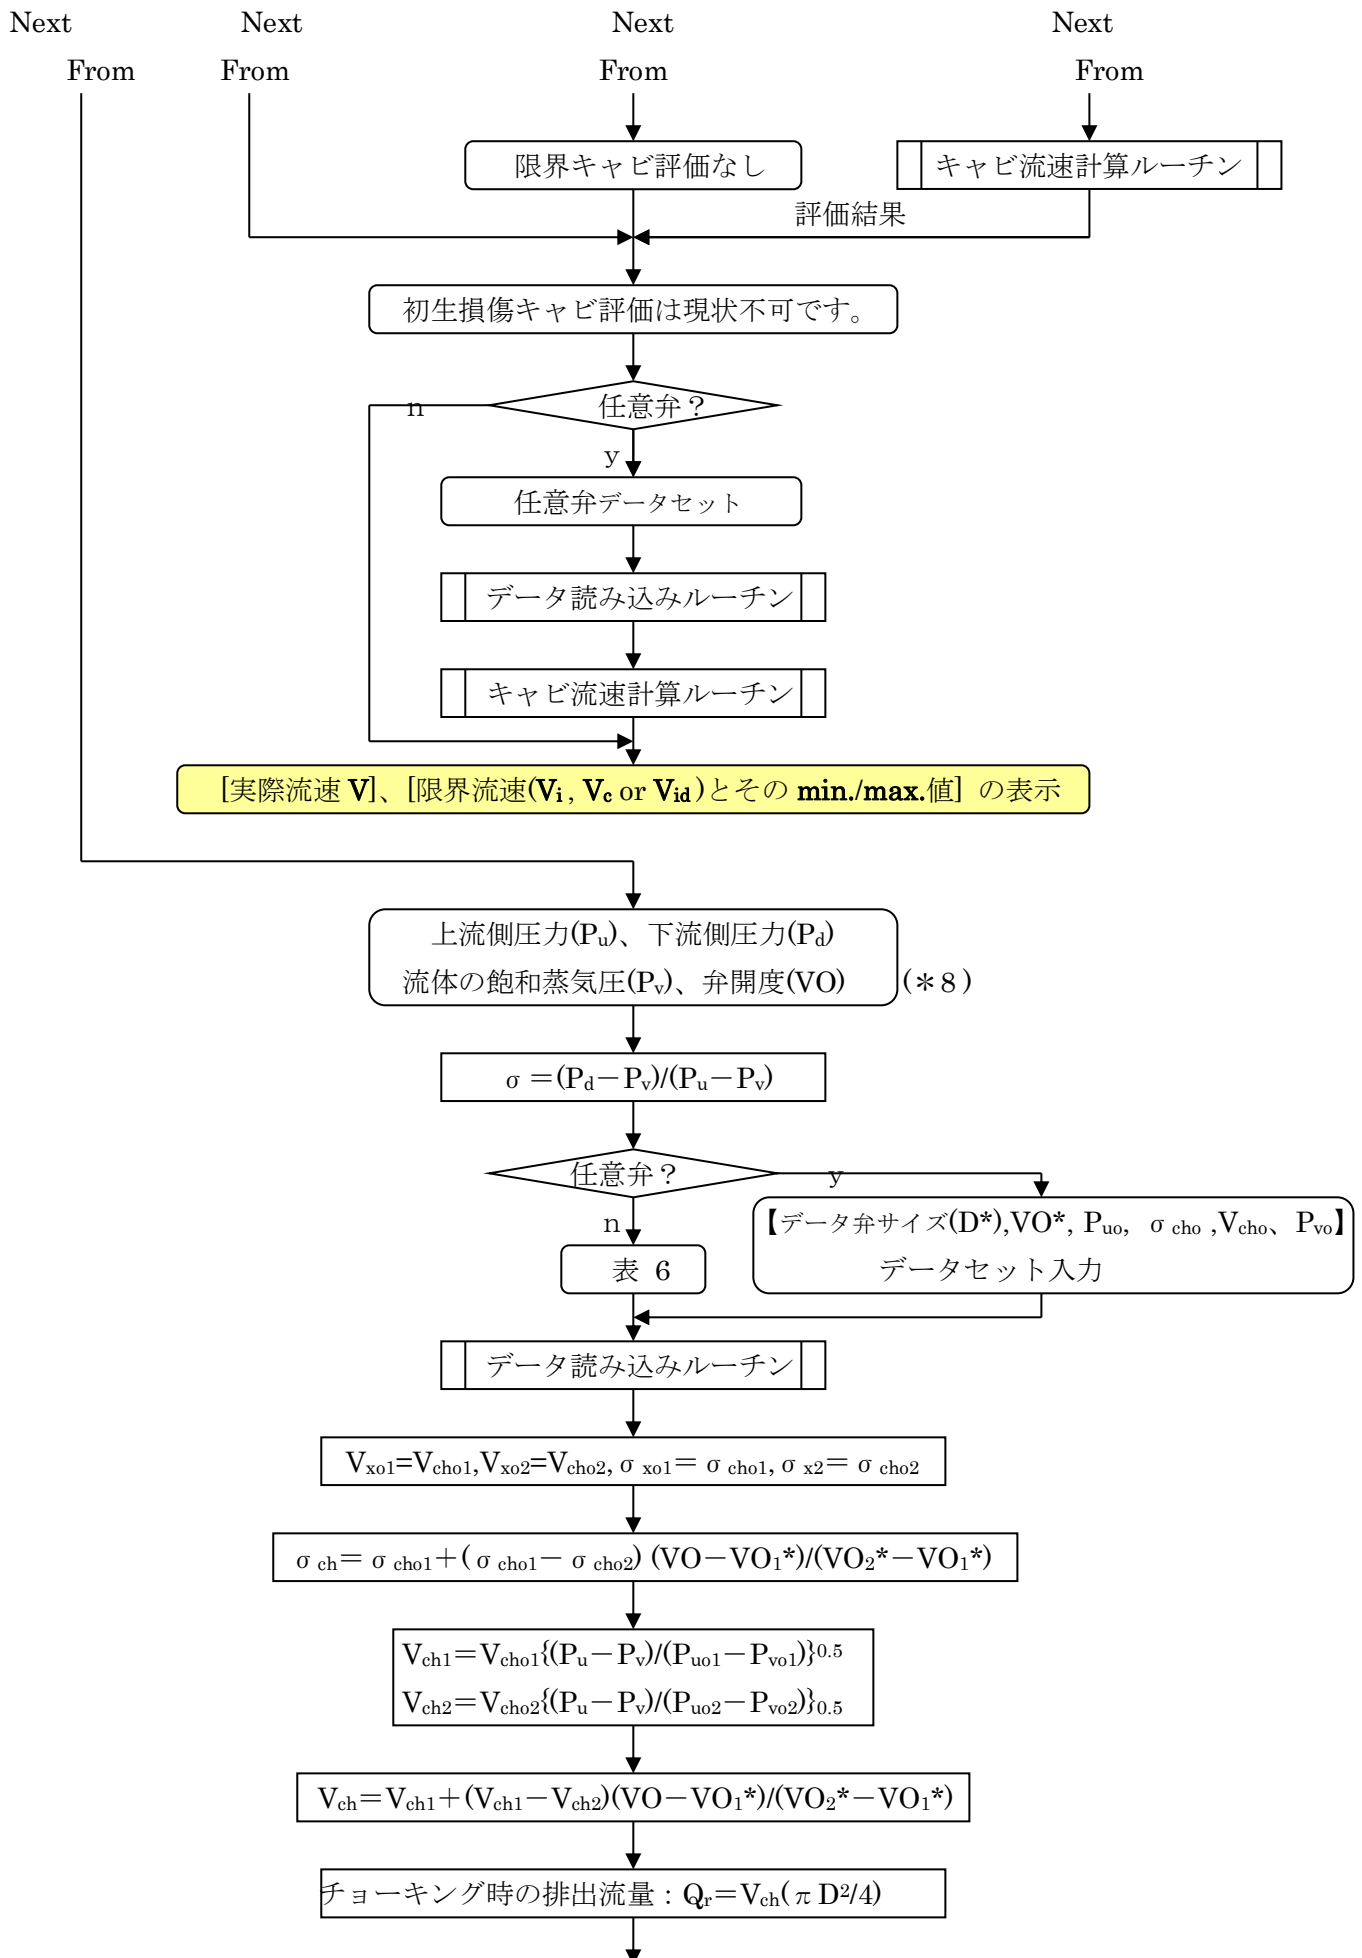 Next Next Next Next
From From From From
限界キャビ評価なし
キャビ流速計算ルーチン
評価結果
初生損傷キャビ評価は現状不可です。
任意弁？
n
y
任意弁データセット
データ読み込みルーチン
キャビ流速計算ルーチン
[実際流速 V]、[限界流速(Vi , Vc or Vid)とその min./max.値] の表示
上流側圧力(Pu)、下流側圧力(Pd)
流体の飽和蒸気圧(Pv)、弁開度(VO)
(＊8)
σ＝(Pd－Pv)/(Pu－Pv)
任意弁？
y
n
【データ弁サイズ(D*),VO*, Puo, σcho ,Vcho、Pvo】
データセット入力
表 6
データ読み込みルーチン
Vxo1=Vcho1,Vxo2=Vcho2,σxo1＝σcho1,σx2＝σcho2
σch＝σcho1＋(σcho1－σcho2) (VO－VO1*)/(VO2*－VO1*)
Vch1＝Vcho1{(Pu－Pv)/(Puo1－Pvo1)}0.5
Vch2＝Vcho2{(Pu－Pv)/(Puo2－Pvo2)}0.5
Vch＝Vch1＋(Vch1－Vch2)(VO－VO1*)/(VO2*－VO1*)
チョーキング時の排出流量：Qr＝Vch(πD2/4)